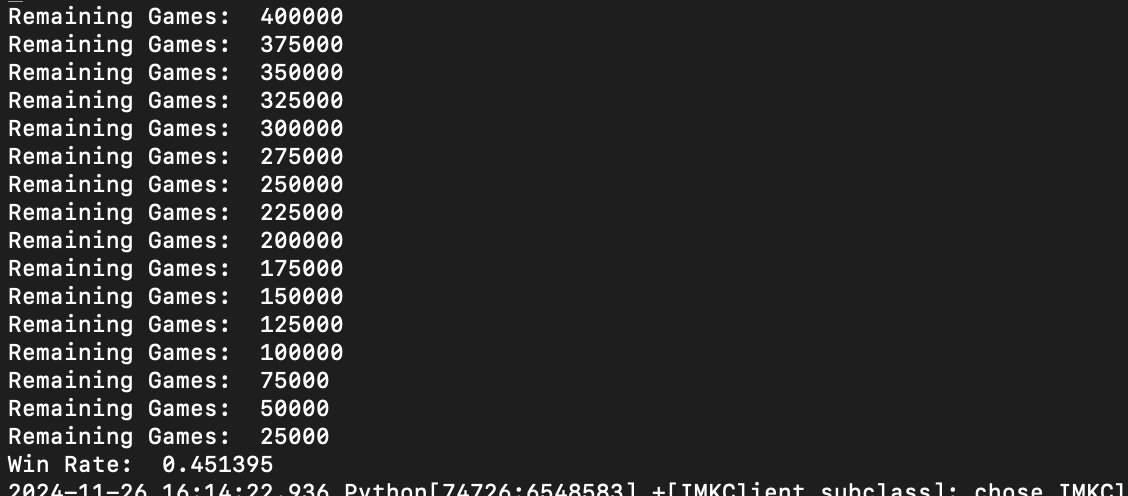 Remaining Games:  400000
Remaining Games:  375000
Remaining Games:  350000
Remaining Games:  325000
Remaining Games:  300000
Remaining Games:  275000
Remaining Games:  250000
Remaining Games:  225000
Remaining Games:  200000
Remaining Games:  175000
Remaining Games:  150000
Remaining Games:  125000
Remaining Games:  100000
Remaining Games:  75000
Remaining Games:  50000
Remaining Games:  25000
Win Rate:  0.451395
2024-11-26 16:14:22.936 Python[74726:6548583] +[IMKClient subclass]: chose IMKCl